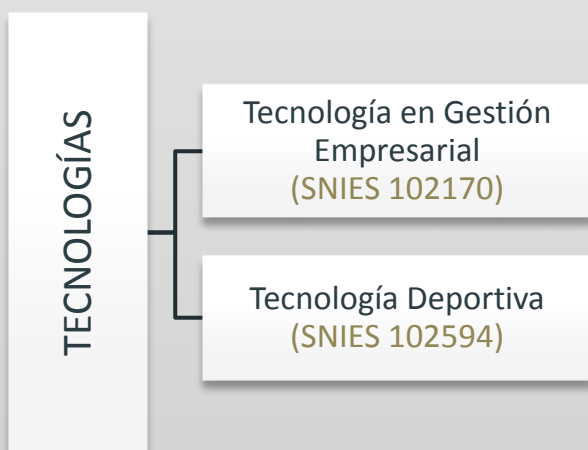 TECNOLOGÍAS
Tecnología en Gestión
Empresarial
(SNIES 102170)
Tecnología Deportiva
(SNIES 102594)